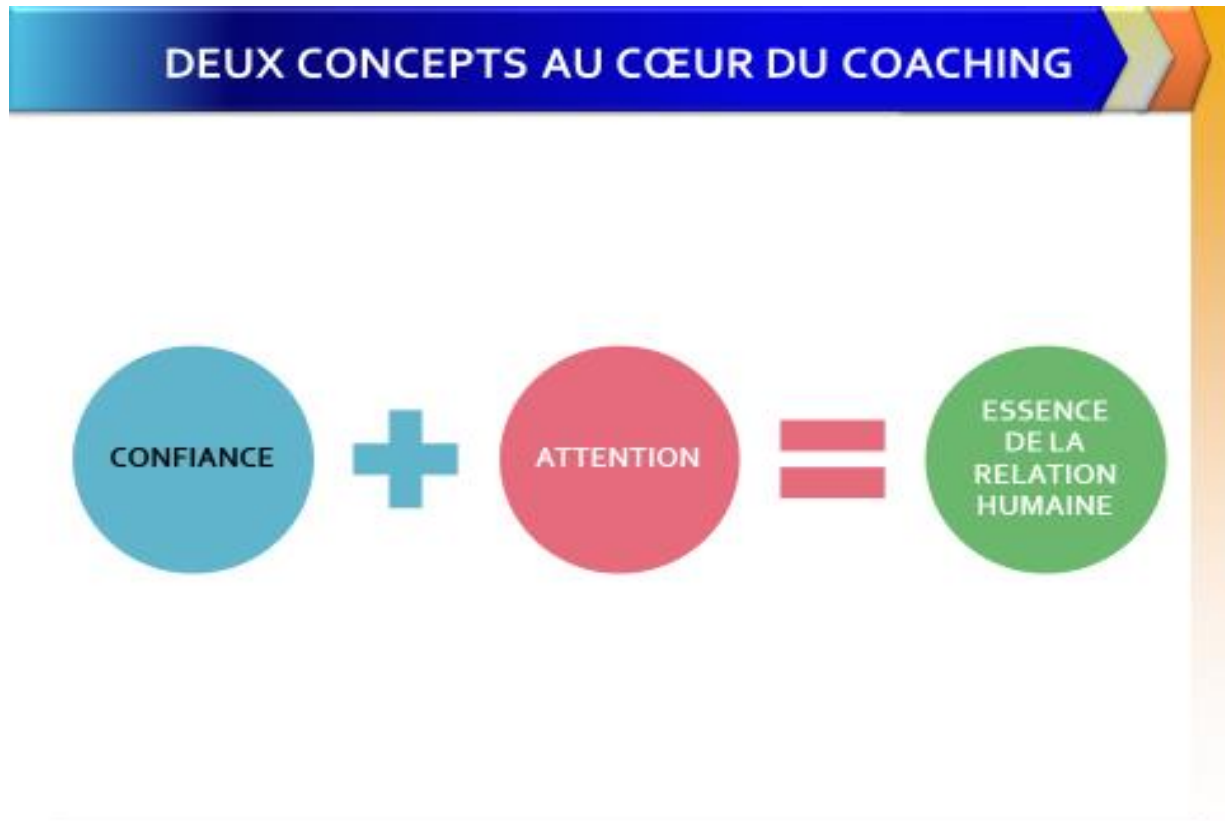 DEUX CONCEPTS AU CŒUR DU COACHING
CONFIANCE
ATTENTION
ESSENCE
DE LA
RELATION
HUMAINE